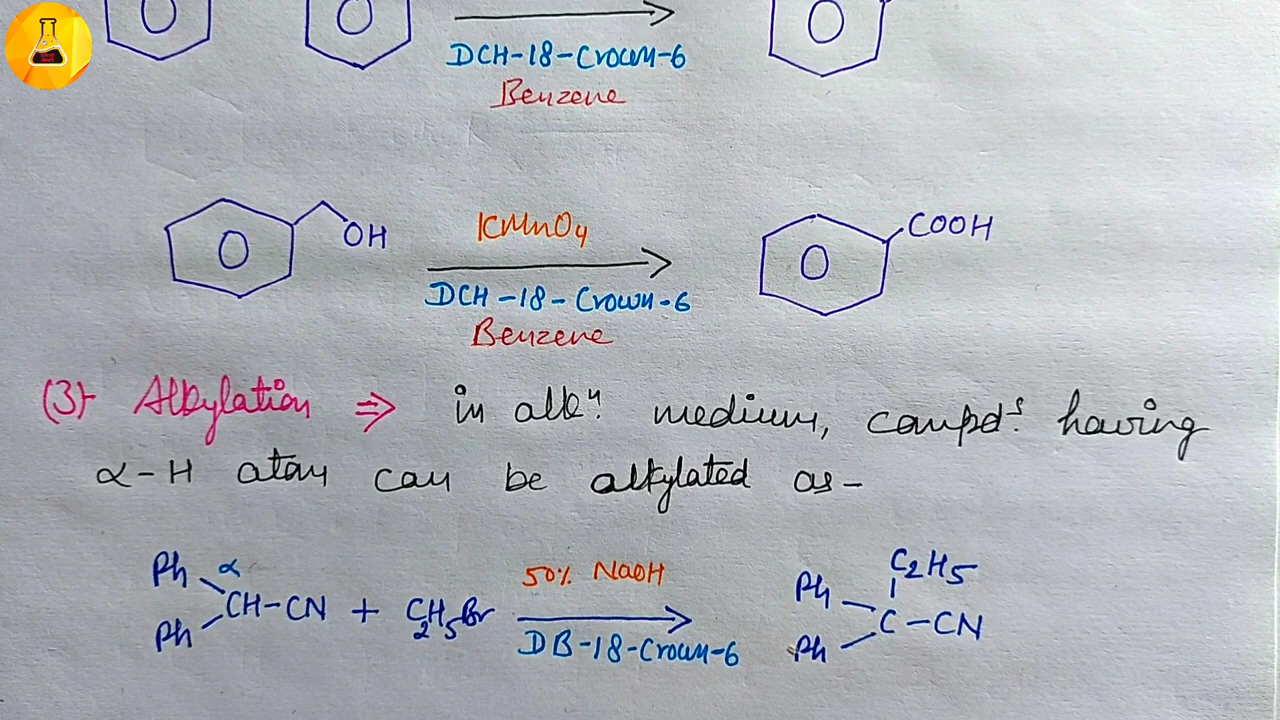 DCH-18-Crown-6
Benzene
OH
KMnO4
COOH
DCH-18-Crown-6
Benzene
(3) Alkylation ⇒ in alkn. medium, compds. having
α-H atom can be alkylated as-
Ph α
CH-CN + C2H5Br
Ph
50% NaOH
DB-18-Crown-6
C2H5
Ph
C-CN
Ph